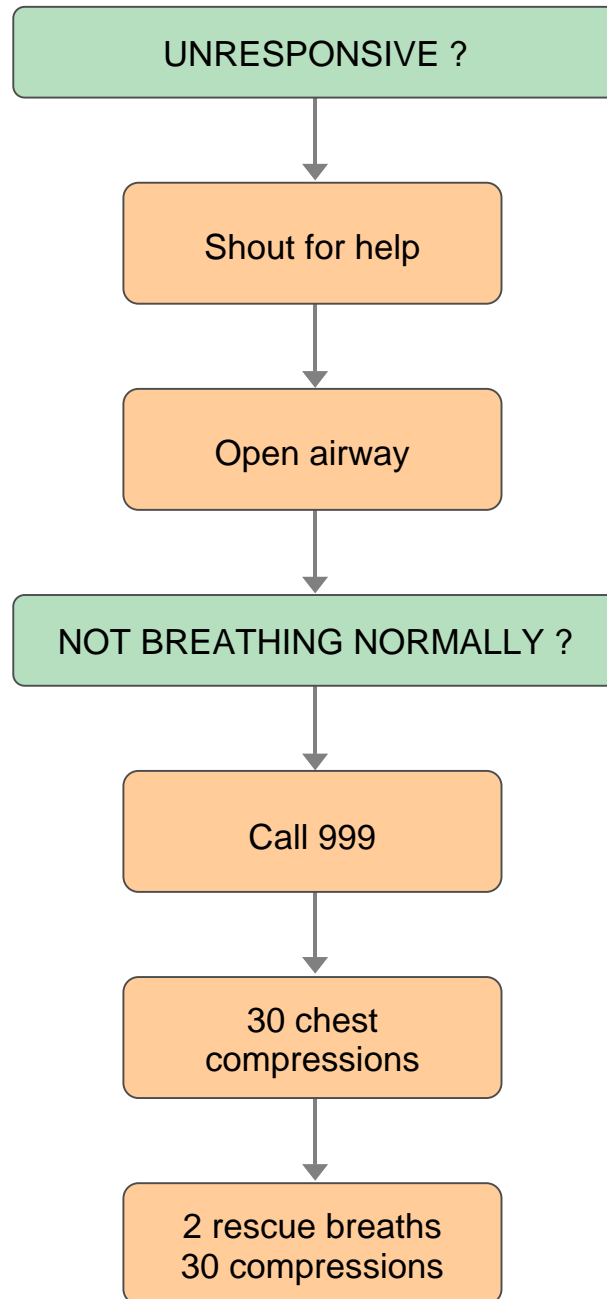 UNRESPONSIVE ?
Shout for help
Open airway
NOT BREATHING NORMALLY ?
Call 999
30 chest
compressions
2 rescue breaths
30 compressions